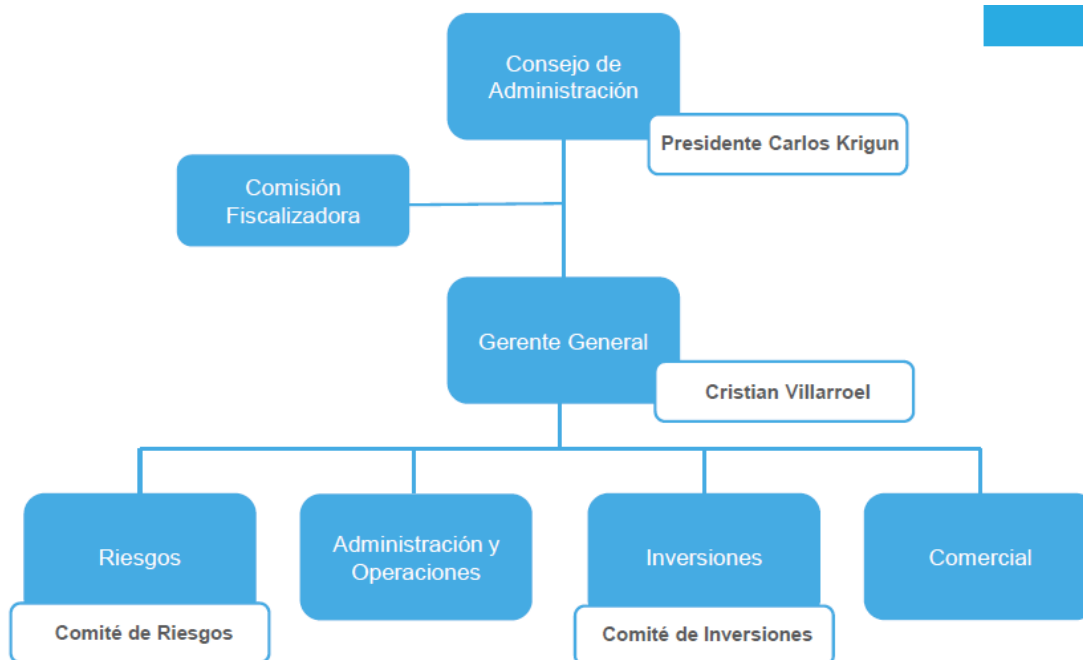 Consejo de
Administración
Presidente Carlos Krigun
Comisión
Fiscalizadora
Gerente General
Cristian Villarroel
Riesgos
Comité de Riesgos
Administración y
Operaciones
Inversiones
Comité de Inversiones
Comercial